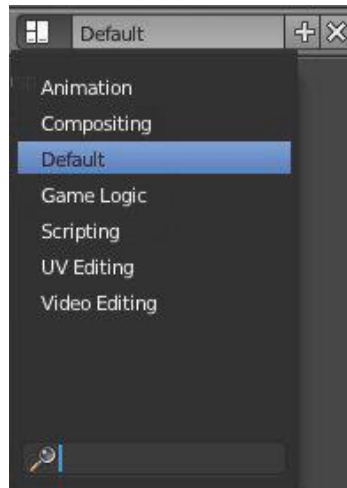 Default
Animation
Compositing
Default
Game Logic
Scripting
UV Editing
Video Editing